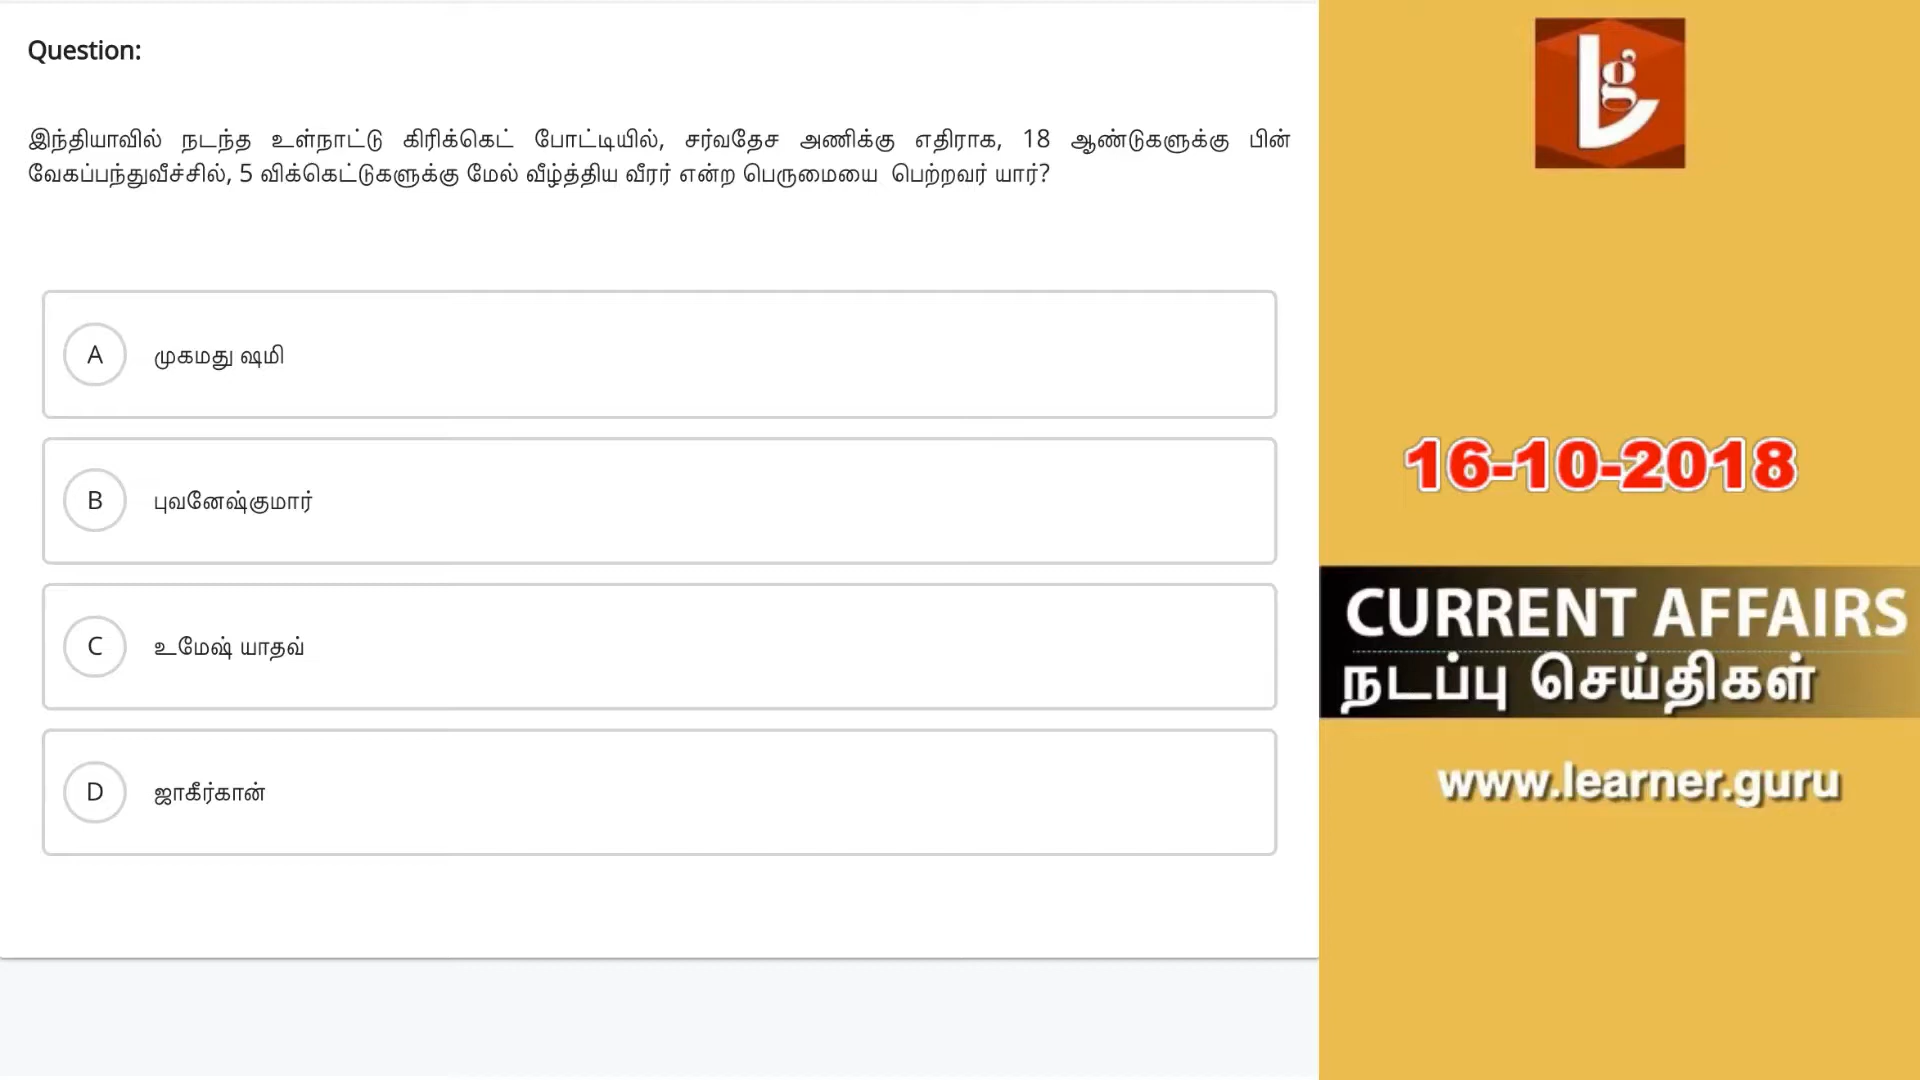 Question:
இந்தியாவில் நடந்த உள்நாட்டு கிரிக்கெட் போட்டியில், சர்வதேச அணிக்கு எதிராக, 18 ஆண்டுகளுக்கு பின்
வேகப்பந்துவீச்சில், 5 விக்கெட்டுகளுக்கு மேல் வீழ்த்திய வீரர் என்ற பெருமையை பெற்றவர் யார்?
A முகமது ஷமி
B புவனேஷ்குமார்
C உமேஷ் யாதவ்
D ஜாகீர்கான்
Lg
16-10-2018
CURRENT AFFAIRS
நடப்பு செய்திகள்
www.learner.guru